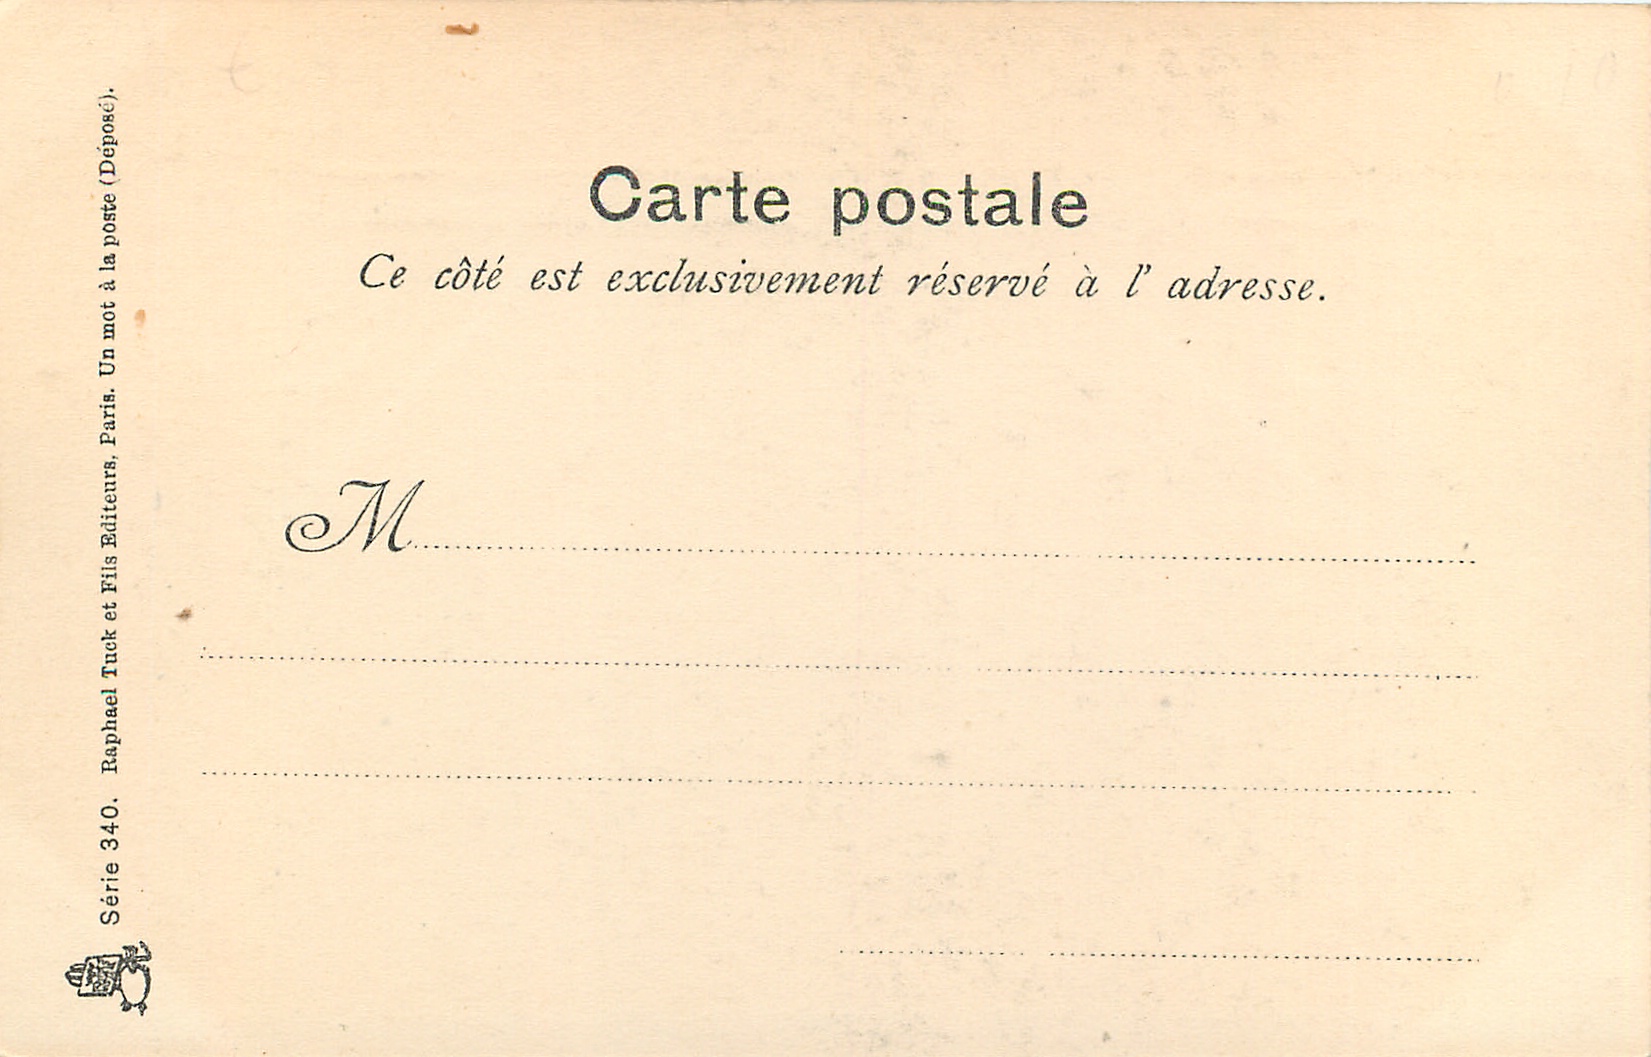 Carte postale
Ce côté est exclusivement réservé à l' adresse.
M
Série 340. Raphael Tuck et Fils Editeurs, Paris. Un mot à la poste (Déposé).